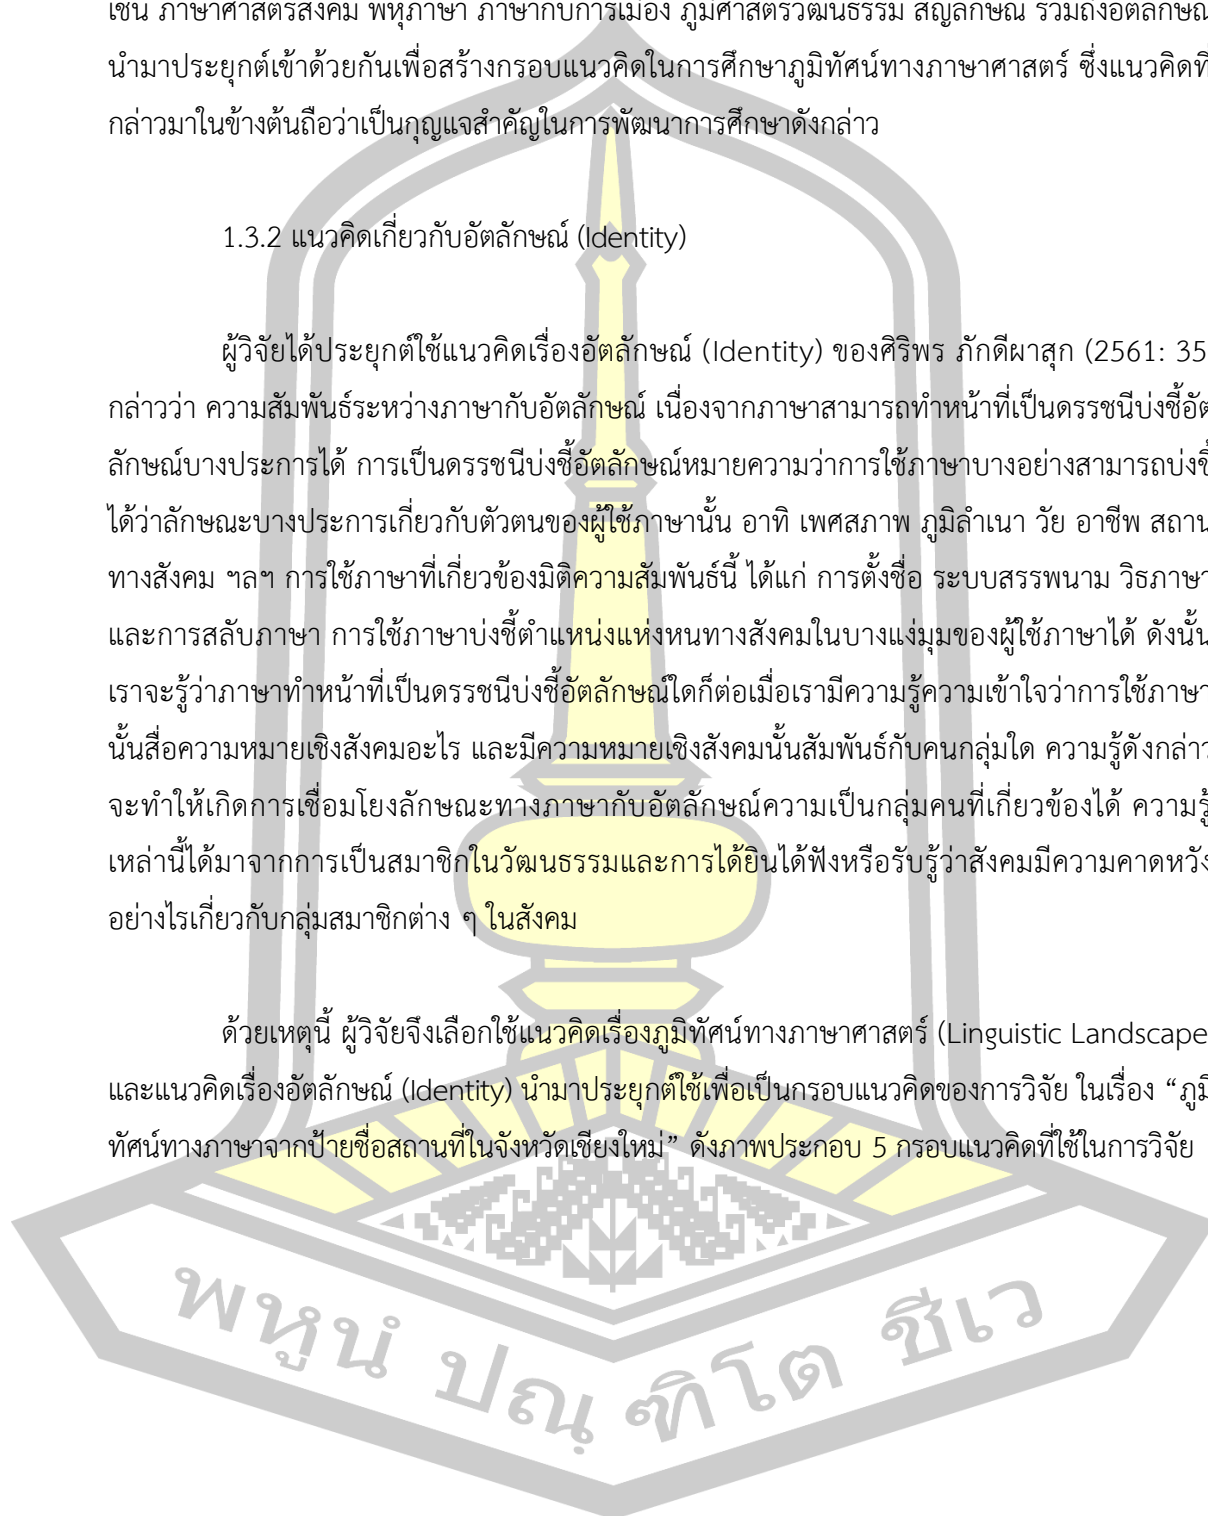 เช่น ภาษาศาสตร์สังคม พหุภาษา ภาษากับการเมือง ภูมิศาสตร์วัฒนธรรม สัญลักษณ์ รวมถึงอัตลักษณ์
นำมาประยุกต์เข้าด้วยกันเพื่อสร้างกรอบแนวคิดในการศึกษาภูมิทัศน์ทางภาษาศาสตร์ ซึ่งแนวคิดที่
กล่าวมาในข้างต้นถือว่าเป็นกุญแจสำคัญในการพัฒนาการศึกษาดังกล่าว
1.3.2 แนวคิดเกี่ยวกับอัตลักษณ์ (Identity)
ผู้วิจัยได้ประยุกต์ใช้แนวคิดเรื่องอัตลักษณ์ (Identity) ของศิริพร ภักดีผาสุก (2561: 35
กล่าวว่า ความสัมพันธ์ระหว่างภาษากับอัตลักษณ์ เนื่องจากภาษาสามารถทำหน้าที่เป็นดรรชนีบ่งชี้อัต
ลักษณ์บางประการได้ การเป็นดรรชนีบ่งชี้อัตลักษณ์หมายความว่าการใช้ภาษาบางอย่างสามารถบ่งชี้
ได้ว่าลักษณะบางประการเกี่ยวกับตัวตนของผู้ใช้ภาษานั้น อาทิ เพศสภาพ ภูมิลำเนา วัย อาชีพ สถาน
ทางสังคม ฯลฯ การใช้ภาษาที่เกี่ยวข้องมิติความสัมพันธ์นี้ ได้แก่ การตั้งชื่อ ระบบสรรพนาม วิธภาษา
และการสลับภาษา การใช้ภาษาบ่งชี้ตำแหน่งแห่งหนทางสังคมในบางแง่มุมของผู้ใช้ภาษาได้ ดังนั้น
เราจะรู้ว่าภาษาทำหน้าที่เป็นดรรชนีบ่งชี้อัตลักษณ์ใดก็ต่อเมื่อเรามีความรู้ความเข้าใจว่าการใช้ภาษา
นั้นสื่อความหมายเชิงสังคมอะไร และมีความหมายเชิงสังคมนั้นสัมพันธ์กับคนกลุ่มใด ความรู้ดังกล่าว
จะทำให้เกิดการเชื่อมโยงลักษณะทางภาษากับอัตลักษณ์ความเป็นกลุ่มคนที่เกี่ยวข้องได้ ความรู้
เหล่านี้ได้มาจากการเป็นสมาชิกในวัฒนธรรมและการได้ยินได้ฟังหรือรับรู้ว่าสังคมมีความคาดหวัง
อย่างไรเกี่ยวกับกลุ่มสมาชิกต่าง ๆ ในสังคม
ด้วยเหตุนี้ ผู้วิจัยจึงเลือกใช้แนวคิดเรื่องภูมิทัศน์ทางภาษาศาสตร์ (Linguistic Landscape
และแนวคิดเรื่องอัตลักษณ์ (Identity) นำมาประยุกต์ใช้เพื่อเป็นกรอบแนวคิดของการวิจัย ในเรื่อง “ภูมิ
ทัศน์ทางภาษาจากป้ายชื่อสถานที่ในจังหวัดเชียงใหม่” ดังภาพประกอบ 5 กรอบแนวคิดที่ใช้ในการวิจัย
พหูนํ ปณฺฑิโต ชีเว